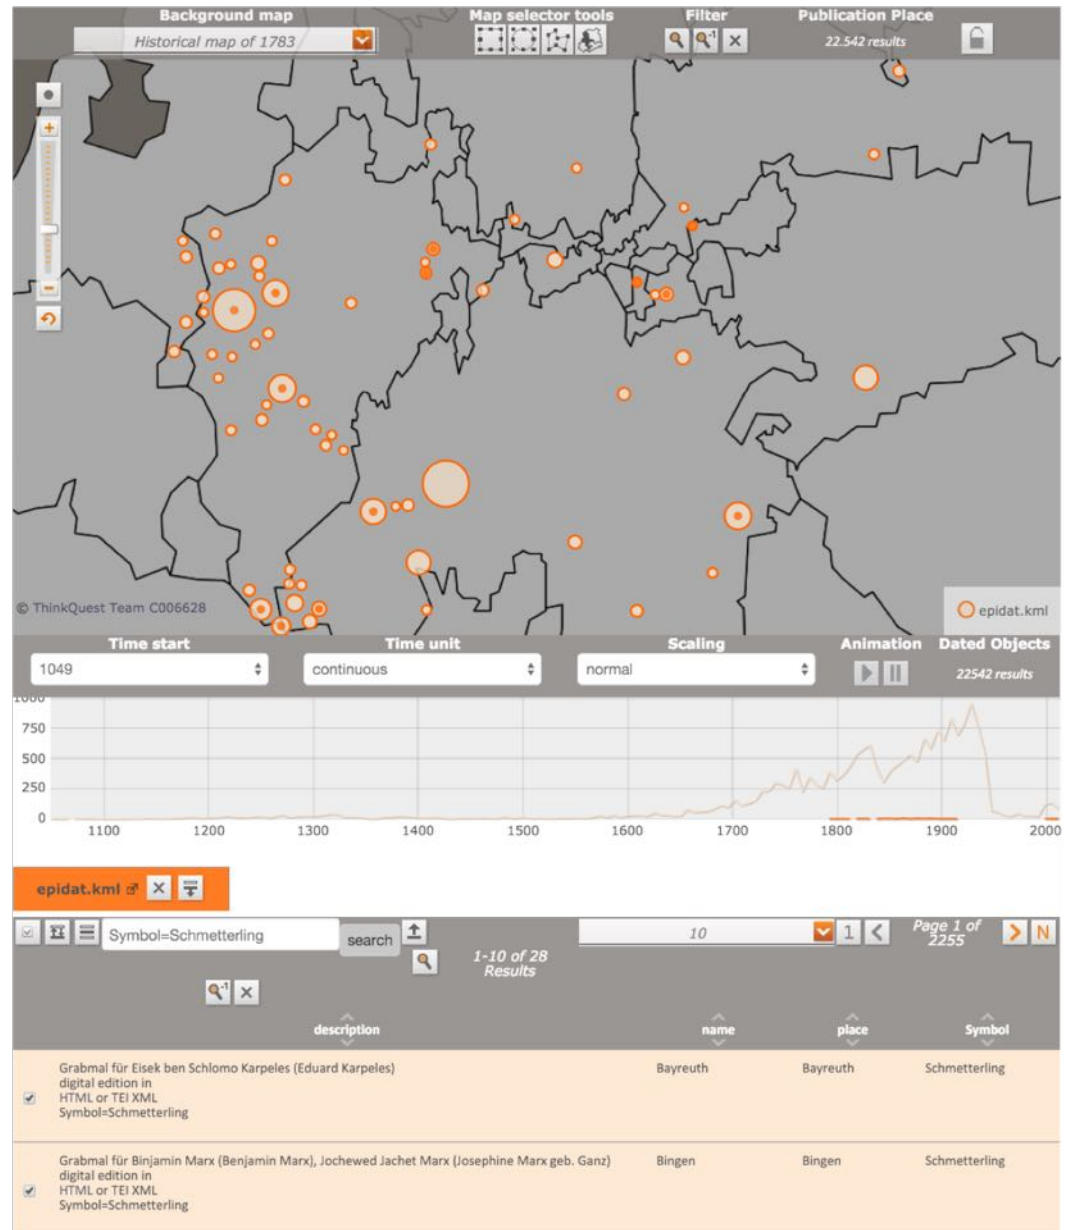 Background map
Map selector tools
Filter
Publication Place
Historical map of 1783
22.542 results
© ThinkQuest Team C006628
epidat.kml
Time start
Time unit
Scaling
Animation
Dated Objects
1049
continuous
normal
22542 results
1000
750
500
250
0
1100
1200
1300
1400
1500
1600
1700
1800
1900
2000
epidat.kml
Symbol=Schmetterling
search
1-10 of 28
Results
10
1
Page 1 of
2255
N
description
name
place
Symbol
Grabmal für Eisek ben Schlomo Karpeles (Eduard Karpeles)
Bayreuth
Bayreuth
Schmetterling
digital edition in
HTML or TEI XML
Symbol=Schmetterling
Grabmal für Binjamin Marx (Benjamin Marx), Jochewed Jachet Marx (Josephine Marx geb. Ganz)
Bingen
Bingen
Schmetterling
digital edition in
HTML or TEI XML
Symbol=Schmetterling